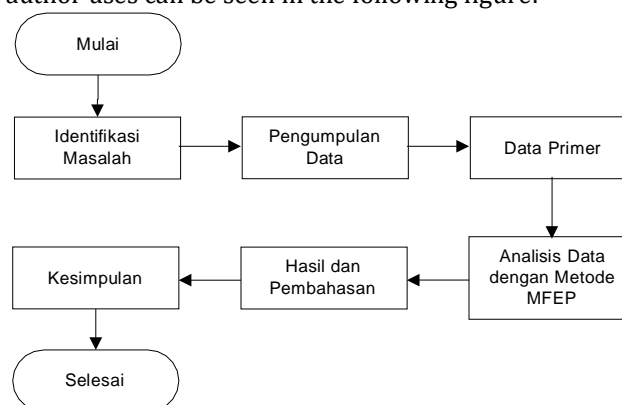 author uses can be seen in the following figure.
Mulai
Identifikasi
Masalah
Pengumpulan
Data
Data Primer
Analisis Data
dengan Metode
MFEP
Hasil dan
Pembahasan
Kesimpulan
Selesai